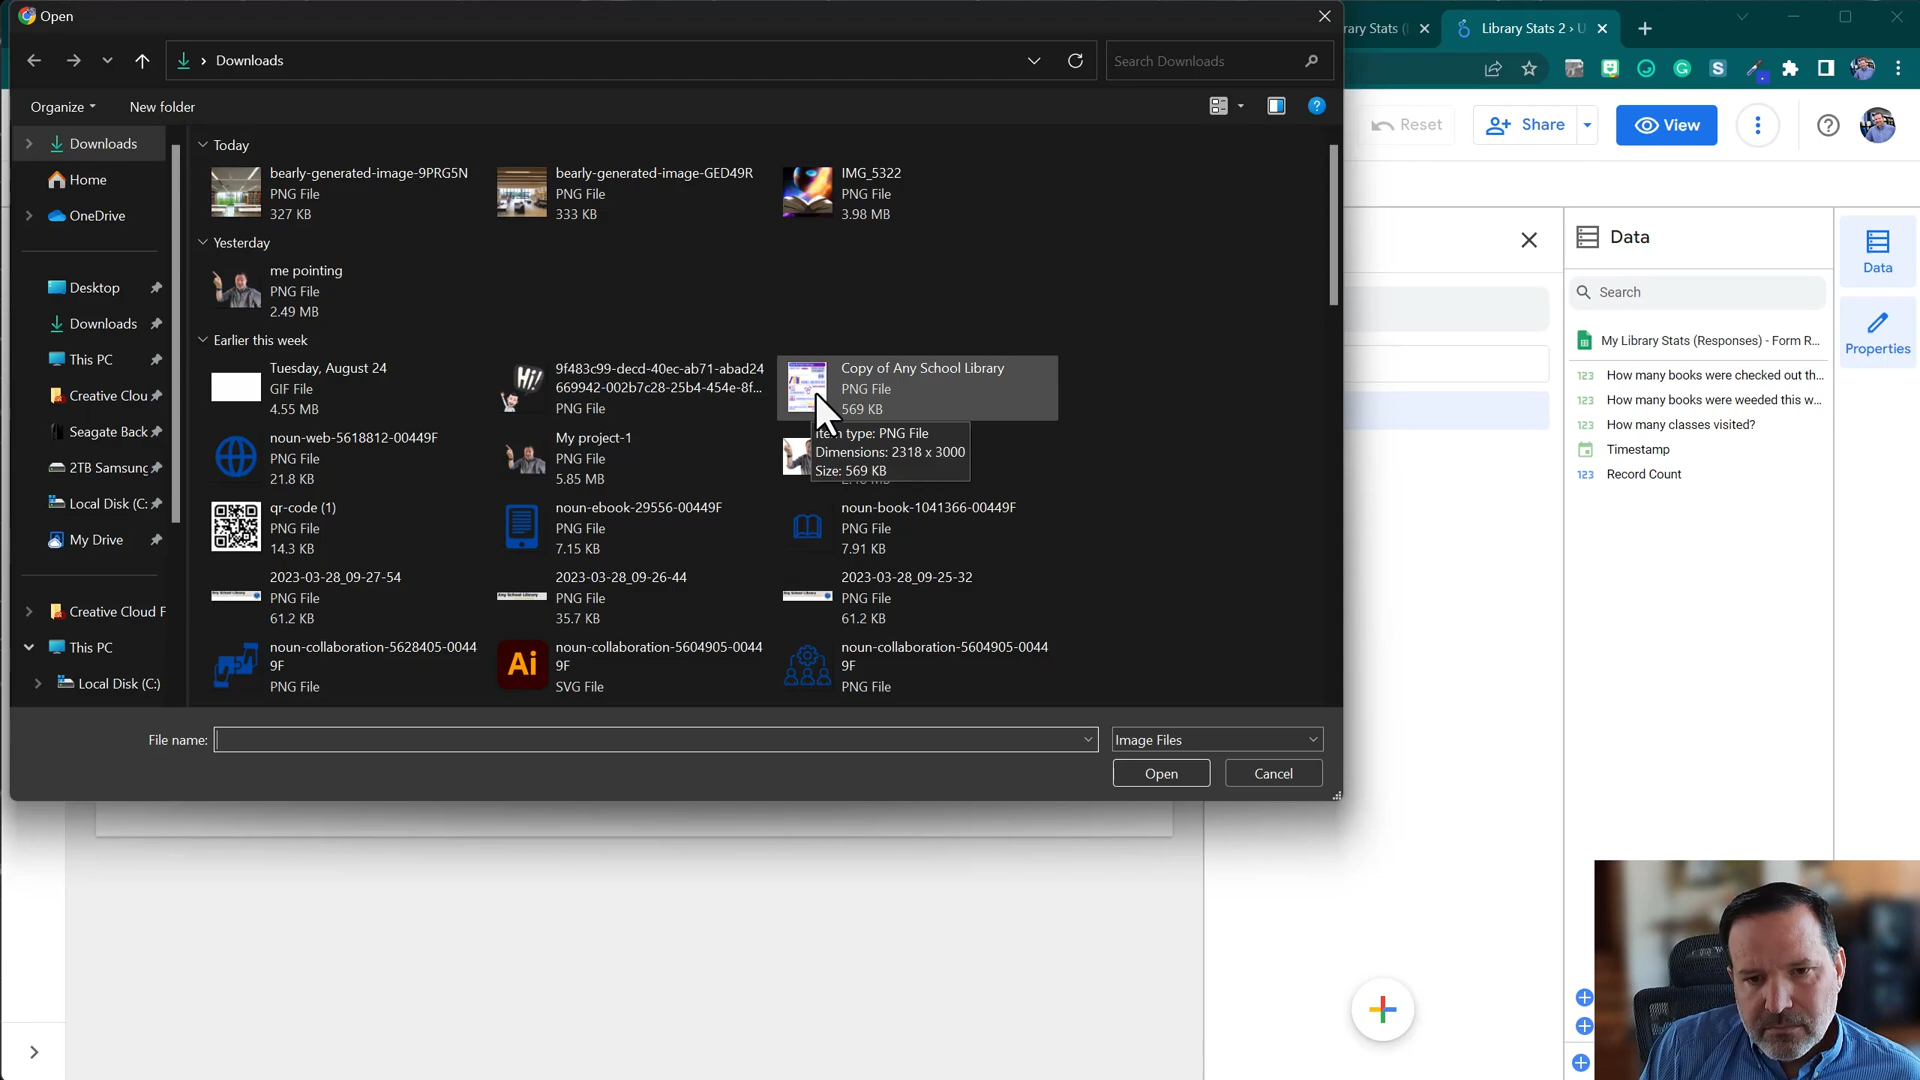 Open
rary Stats (
Library Stats 2 › U
Downloads
Search Downloads
Organize
New folder
Reset
Share
View
Downloads
Home
OneDrive
Desktop
Downloads
This PC
Creative Clou
Seagate Back
2TB Samsung
Local Disk (C:
My Drive
Creative Cloud F
This PC
Local Disk (C:)
Today
bearly-generated-image-9PRG5N
PNG File
327 KB
bearly-generated-image-GED49R
PNG File
333 KB
IMG_5322
PNG File
3.98 MB
Yesterday
me pointing
PNG File
2.49 MB
Earlier this week
Tuesday, August 24
GIF File
4.55 MB
Hi!
9f483c99-decd-40ec-ab71-abad24
669942-002b7c28-25b4-454e-8f...
PNG File
Copy of Any School Library
PNG File
569 KB
Item type: PNG File
Dimensions: 2318 x 3000
Size: 569 KB
noun-web-5618812-00449F
PNG File
21.8 KB
My project-1
PNG File
5.85 MB
qr-code (1)
PNG File
14.3 KB
noun-ebook-29556-00449F
PNG File
7.15 KB
noun-book-1041366-00449F
PNG File
7.91 KB
2023-03-28_09-27-54
PNG File
61.2 KB
2023-03-28_09-26-44
PNG File
35.7 KB
2023-03-28_09-25-32
PNG File
61.2 KB
noun-collaboration-5628405-0044
9F
PNG File
Ai
noun-collaboration-5604905-0044
9F
SVG File
noun-collaboration-5604905-0044
9F
PNG File
File name:
Image Files
Open
Cancel
Data
Search
My Library Stats (Responses) - Form R...
123 How many books were checked out th...
123 How many books were weeded this w...
123 How many classes visited?
Timestamp
123 Record Count
Data
Properties